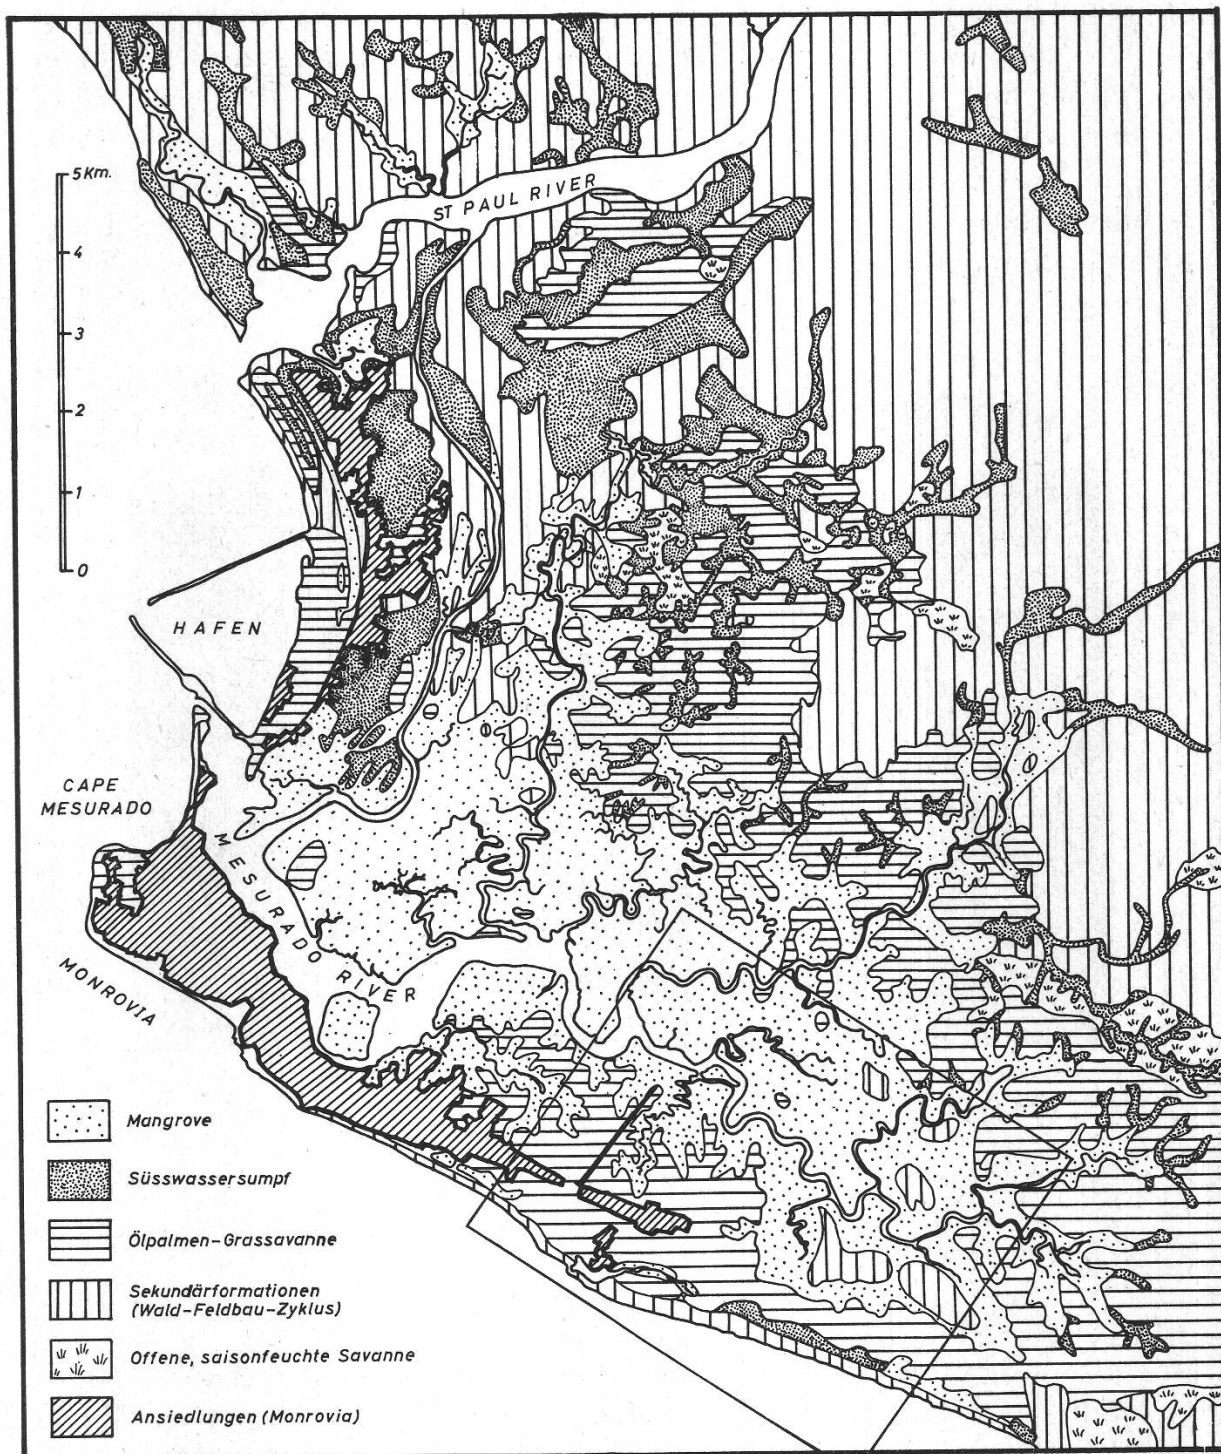 5 Km.
ST PAUL RIVER
4
3
2
1
0
HAFEN
CAPE
MESURADO
MESURADO RIVER
MONROVIA
Mangrove
Süsswassersumpf
Ölpalmen-Grassavanne
Sekundärformationen
(Wald-Feldbau-Zyklus)
Offene, saisonfeuchte Savanne
Ansiedlungen (Monrovia)